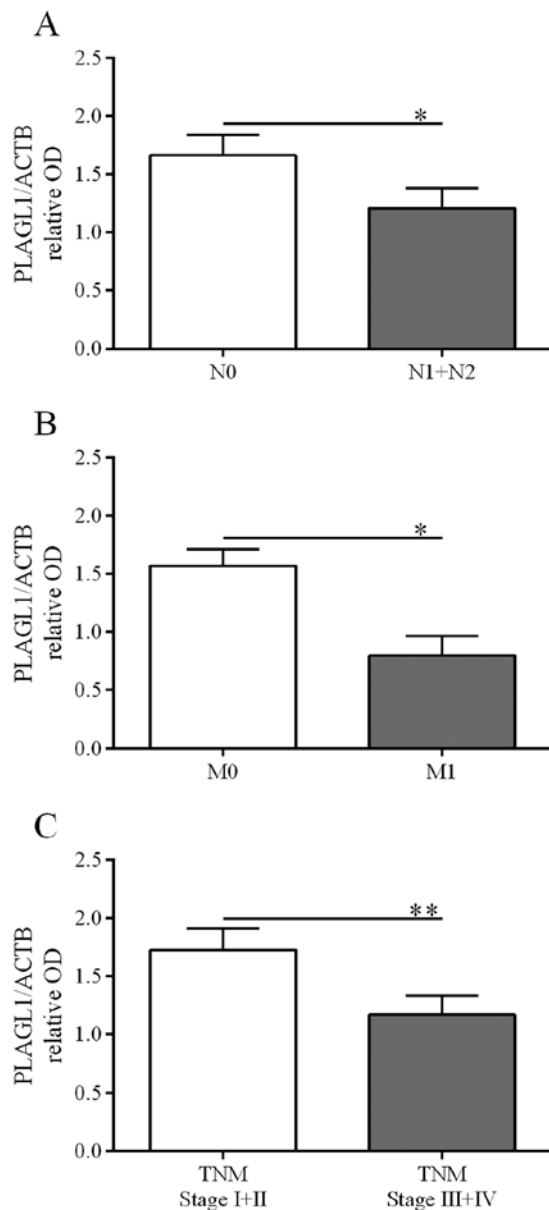 A
PLAGL1/ACTB
relative OD
2.5
2.0
1.5
1.0
0.5
0.0
*
N0
N1+N2
B
PLAGL1/ACTB
relative OD
2.5
2.0
1.5
1.0
0.5
0.0
*
M0
M1
C
PLAGL1/ACTB
relative OD
2.5
2.0
1.5
1.0
0.5
0.0
**
TNM
Stage I+II
TNM
Stage III+IV